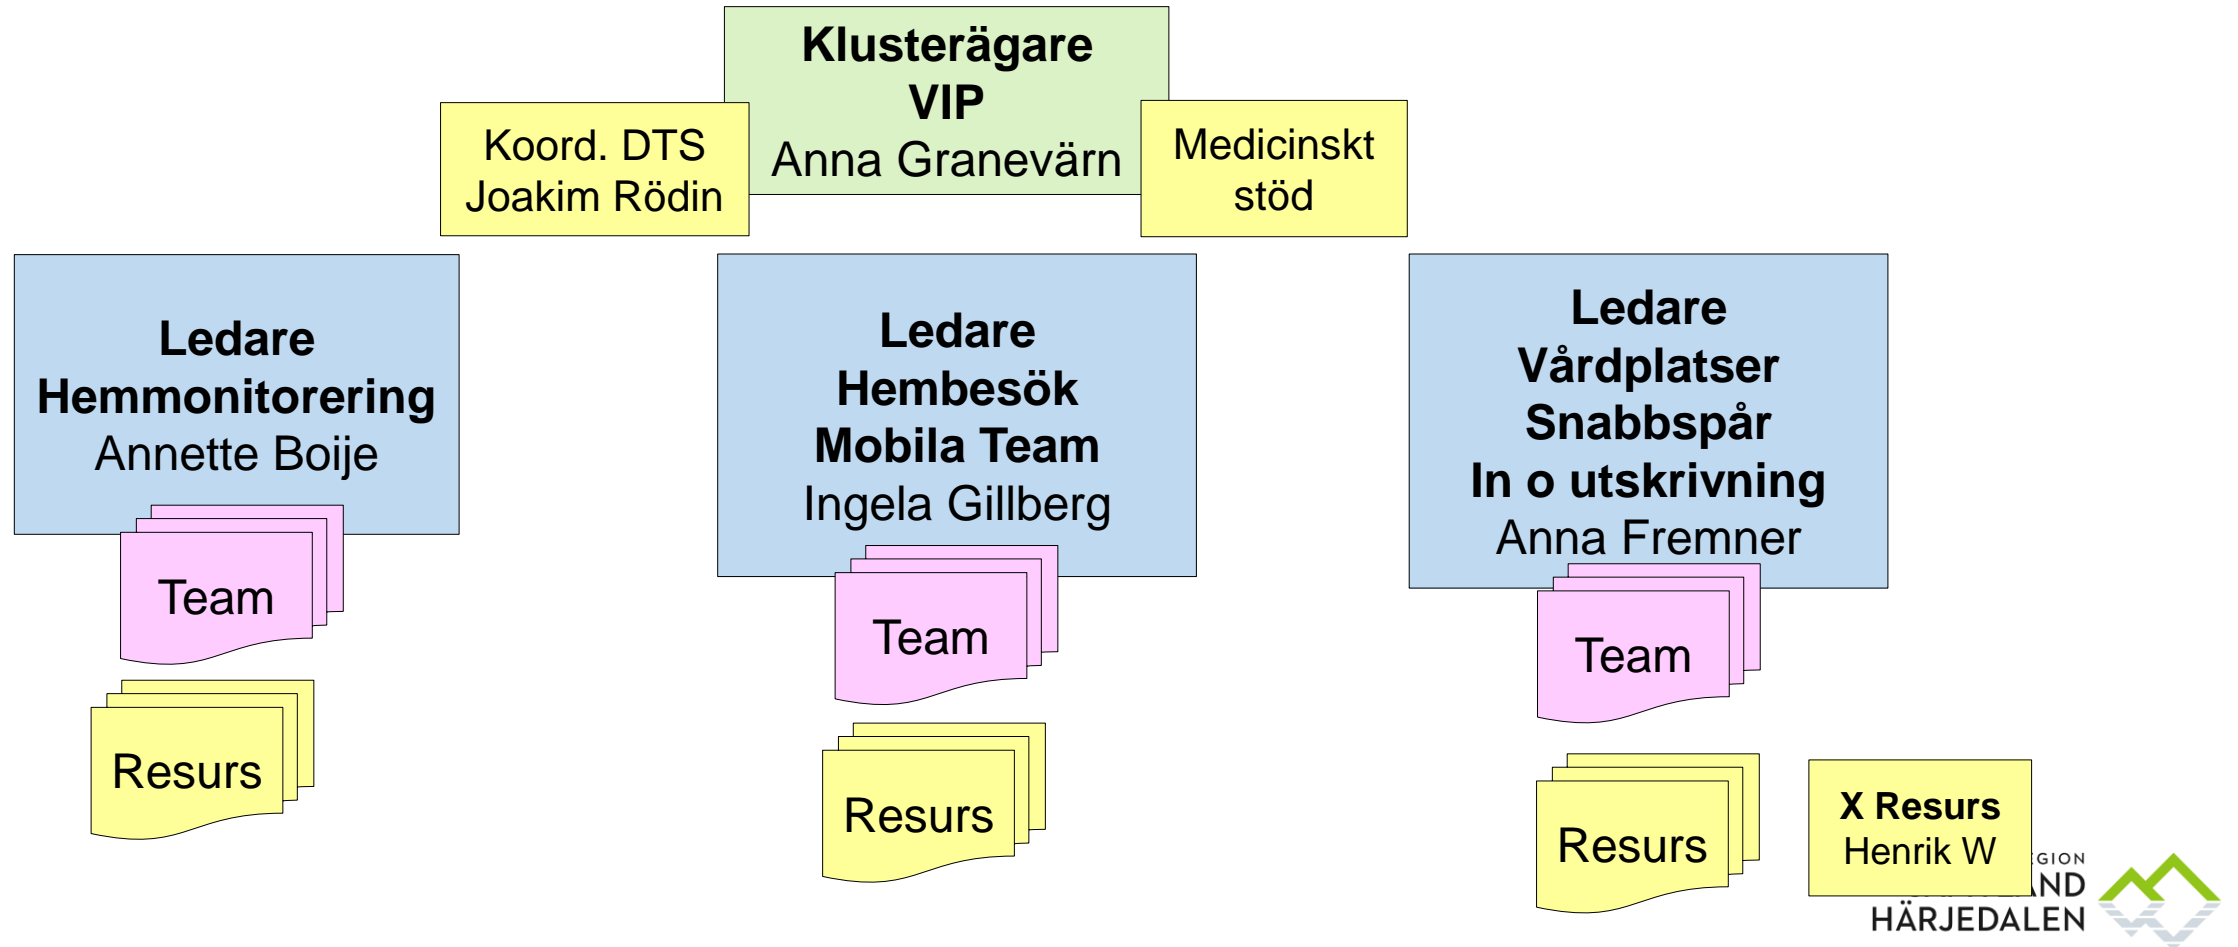 Klusterägare
VIP
Anna Granevärn
Koord. DTS
Joakim Rödin
Medicinskt
stöd
Ledare
Hemmonitorering
Annette Boije
Team
Resurs
Ledare
Hembesök
Mobila Team
Ingela Gillberg
Team
Resurs
Ledare
Vårdplatser
Snabbspår
In o utskrivning
Anna Fremner
Team
Resurs
X Resurs
Henrik W
HÄRJEDALEN